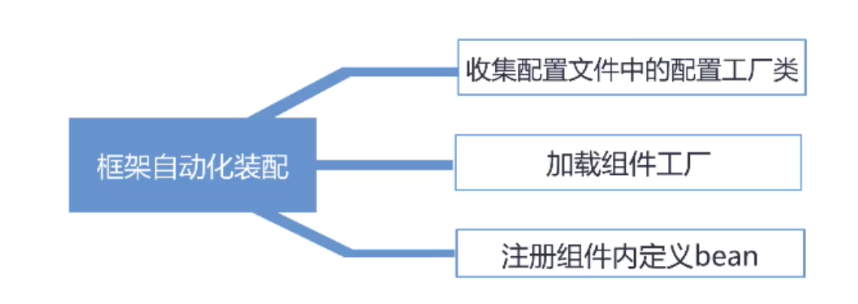 收集配置文件中的配置工厂类
框架自动化装配
加载组件工厂
注册组件内定义bean